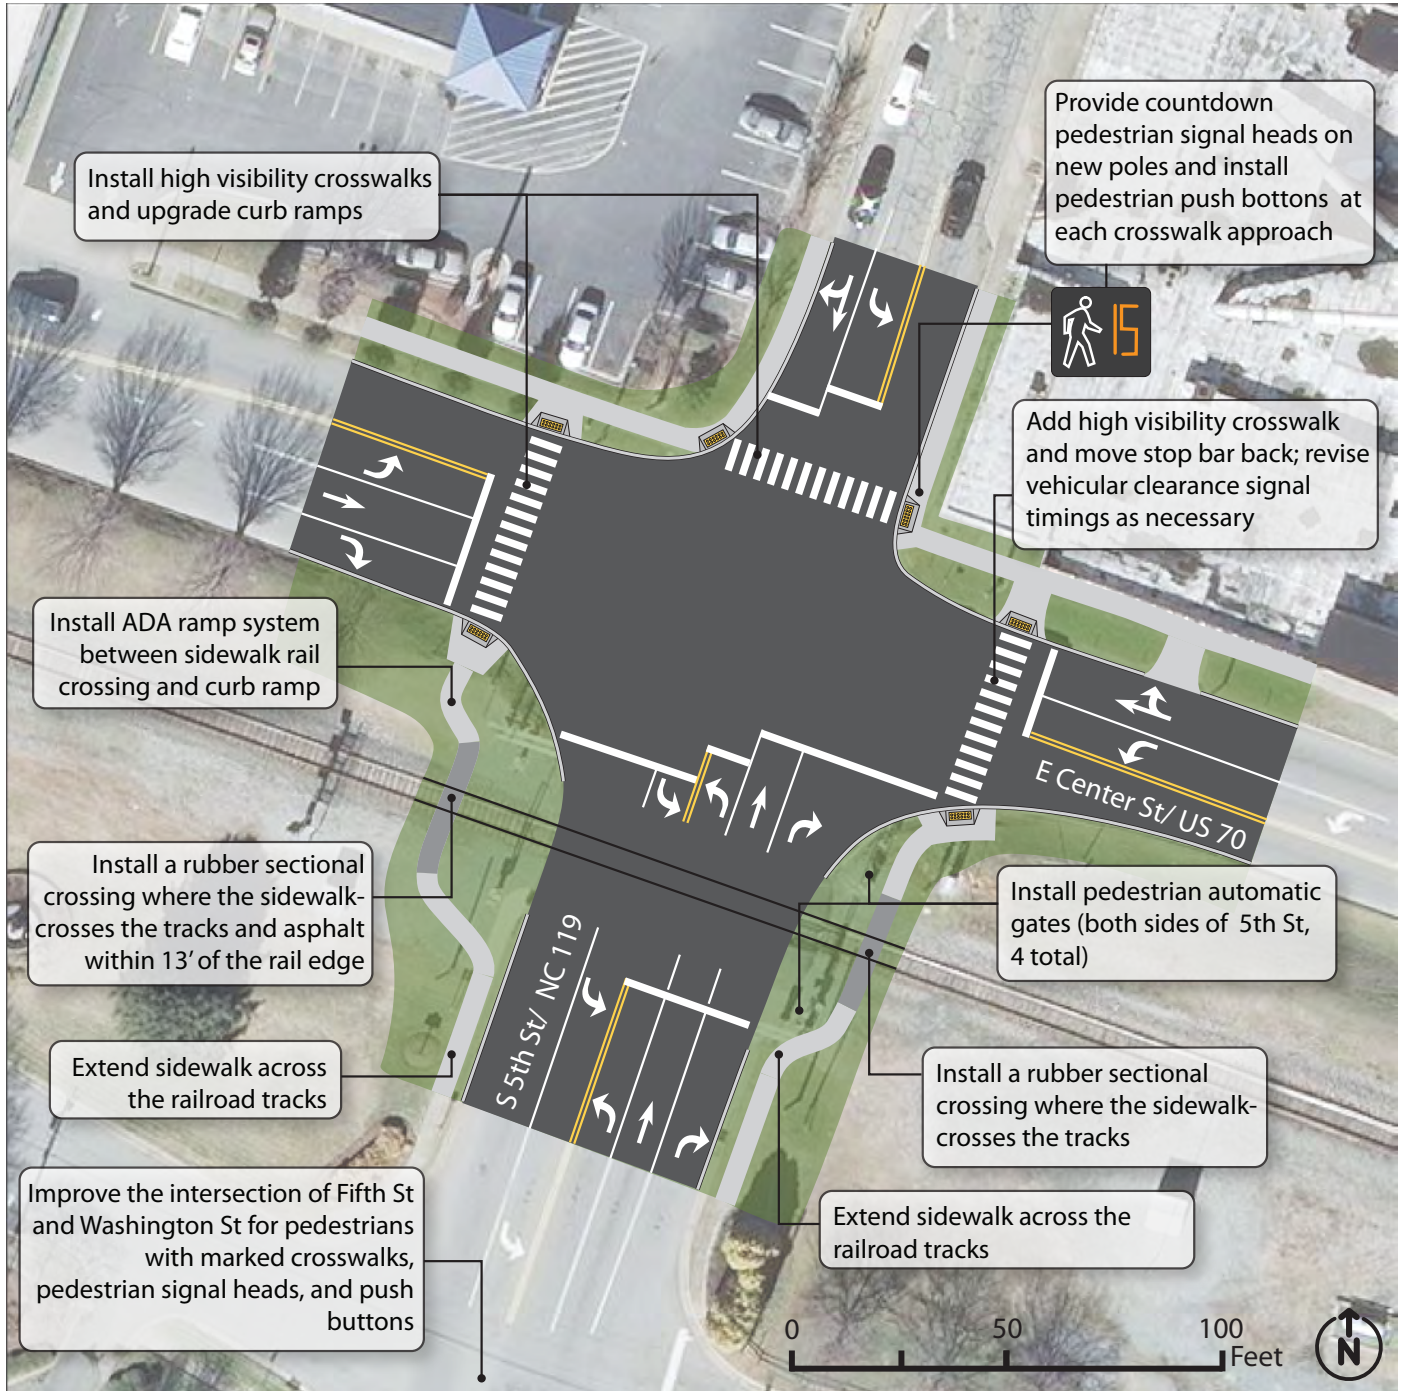 Provide countdown
pedestrian signal heads on
new poles and install
pedestrian push bottons at
each crosswalk approach
15
Install high visibility crosswalks
and upgrade curb ramps
Add high visibility crosswalk
and move stop bar back; revise
vehicular clearance signal
timings as necessary
Install ADA ramp system
between sidewalk rail
crossing and curb ramp
E Center St/ US 70
Install a rubber sectional
crossing where the sidewalk-
crosses the tracks and asphalt
within 13’ of the rail edge
Install pedestrian automatic
gates (both sides of 5th St,
4 total)
S 5th St/ NC 119
Extend sidewalk across
the railroad tracks
Install a rubber sectional
crossing where the sidewalk-
crosses the tracks
Improve the intersection of Fifth St
and Washington St for pedestrians
with marked crosswalks,
pedestrian signal heads, and push
buttons
Extend sidewalk across the
railroad tracks
0 50 100
Feet
N